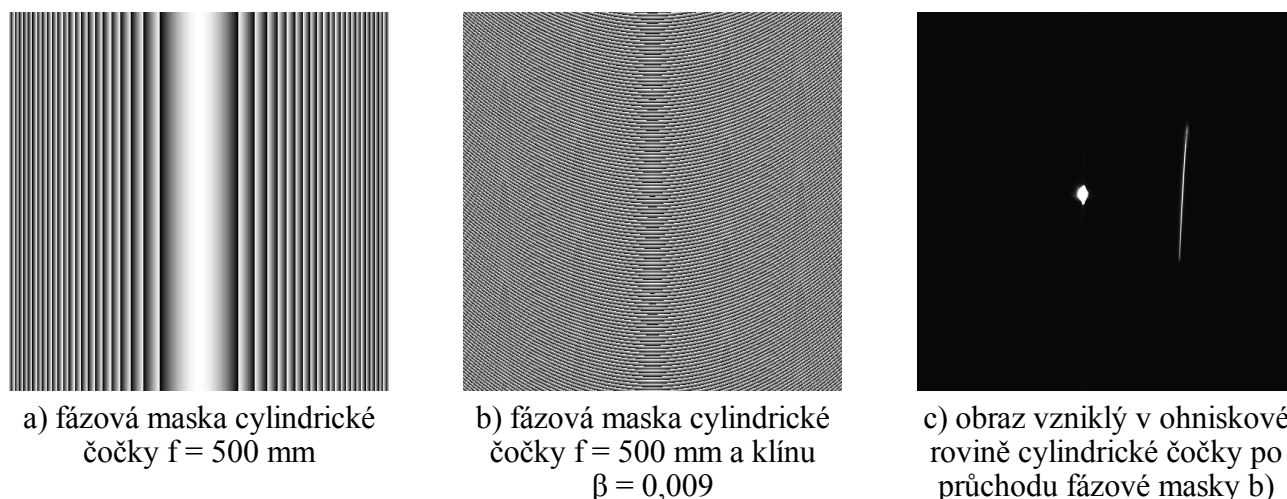 a) fázová maska cylindrické
čočky f = 500 mm
b) fázová maska cylindrické
čočky f = 500 mm a klínu
β = 0,009
c) obraz vzniklý v ohniskové
rovině cylindrické čočky po
průchodu fázové masky b)